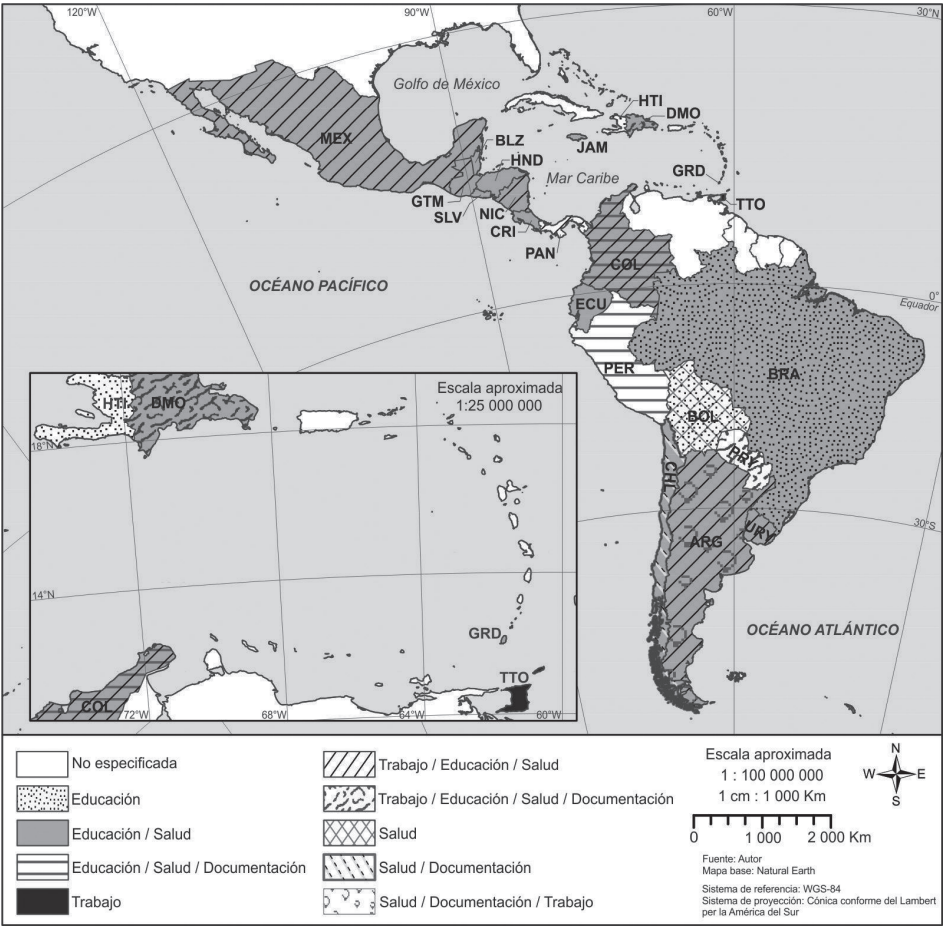 120°W
90°W
60°W
30°N
Golfo de México
HTI
DMO
MEX
JAM
BLZ
HND
Mar Caribe
GRD
GTM
TTO
SLV
NIC
CRI
PAN
COL
OCÉANO PACÍFICO
0°
Equador
ECU
PER
BRA
BOL
PRY
CHL
30°S
URY
ARG
OCÉANO ATLÁNTICO
Escala aproximada
1:25 000 000
HTI
DMO
18°N
14°N
GRD
TTO
COL
72°W
68°W
64°W
60°W
No especificada
Educación
Educación / Salud
Educación / Salud / Documentación
Trabajo
Trabajo / Educación / Salud
Trabajo / Educación / Salud / Documentación
Salud
Salud / Documentación
Salud / Documentación / Trabajo
Escala aproximada
1 : 100 000 000
1 cm : 1 000 Km
0 1 000 2 000 Km
N
W E
S
Fuente: Autor
Mapa base: Natural Earth
Sistema de referencia: WGS-84
Sistema de proyección: Cónica conforme del Lambert
per la América del Sur